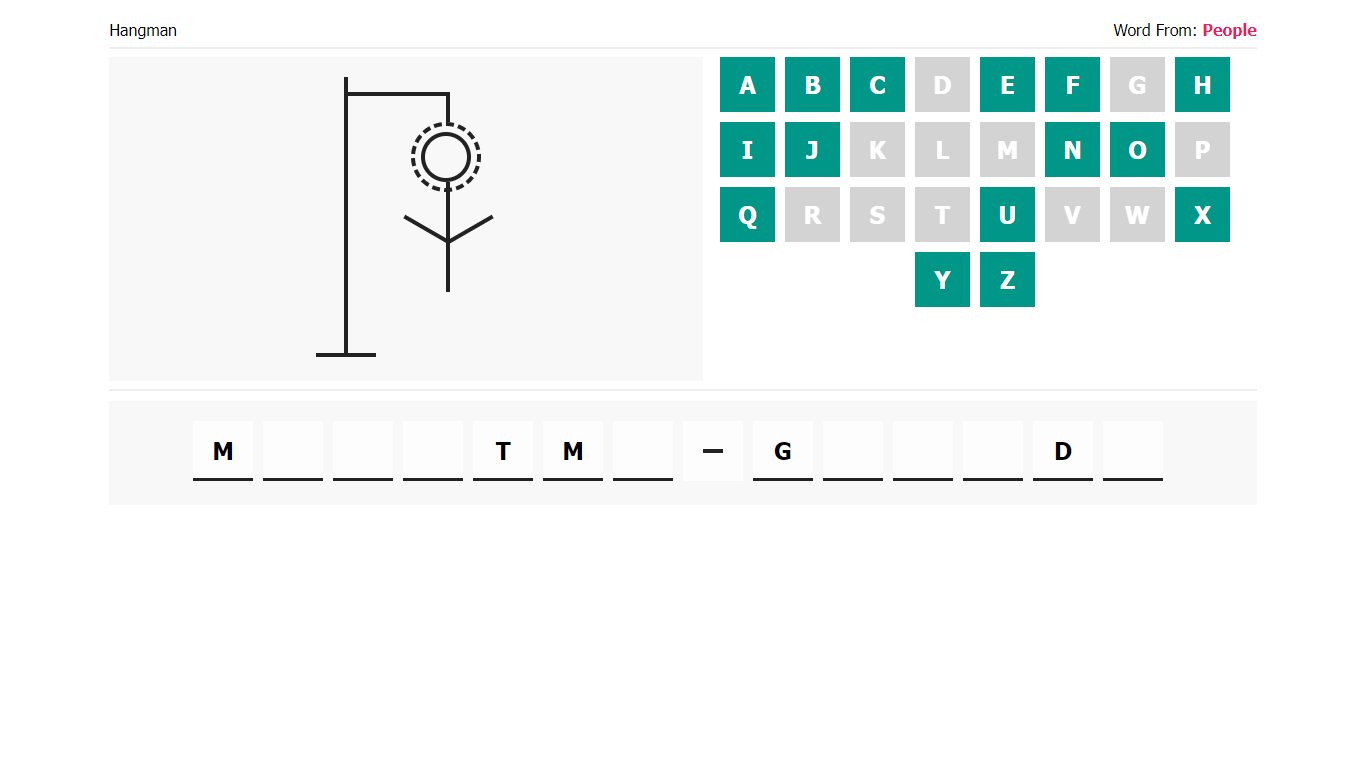 Hangman
Word From: People
A B C D E F G H
I J K L M N O P
Q R S T U V W X
Y Z
M _ _ _ T M _ – G _ _ _ D _